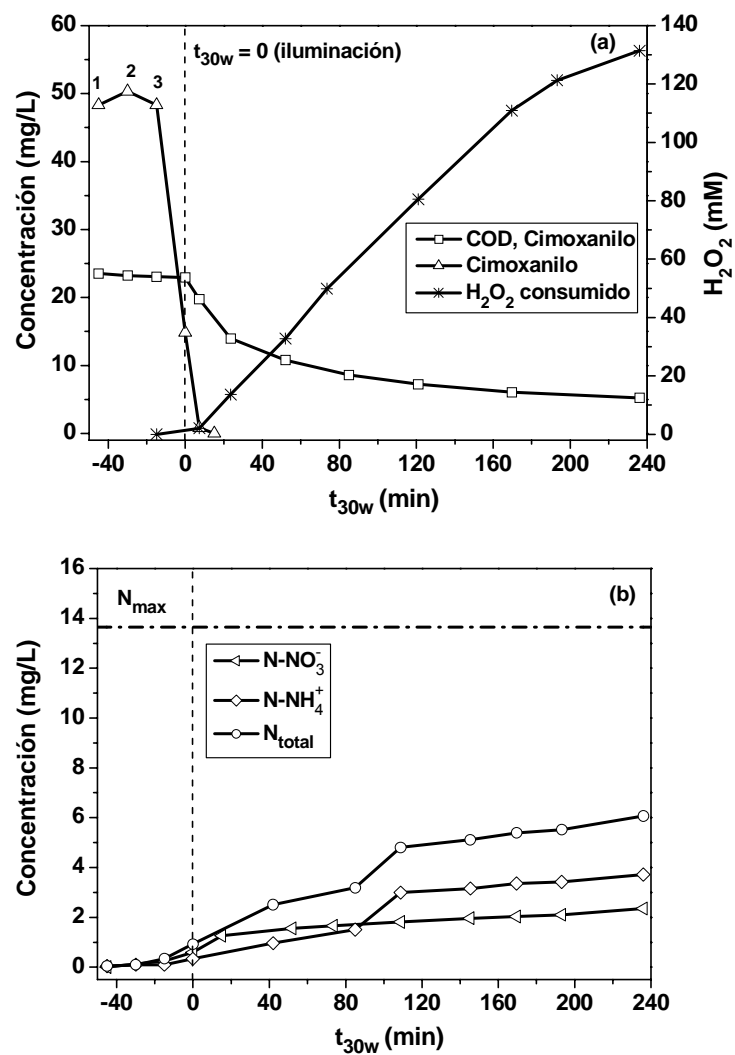 (a)
t30w = 0 (iluminación)
1 2 3
Concentración (mg/L)
60
50
40
30
20
10
0
H2O2 (mM)
140
120
100
80
60
40
20
0
COD, Cimoxanilo
Cimoxanilo
H2O2 consumido
-40 0 40 80 120 160 200 240
t30w (min)
(b)
Nmax
Concentración (mg/L)
16
14
12
10
8
6
4
2
0
N-NO3-
N-NH4+
Ntotal
-40 0 40 80 120 160 200 240
t30w (min)